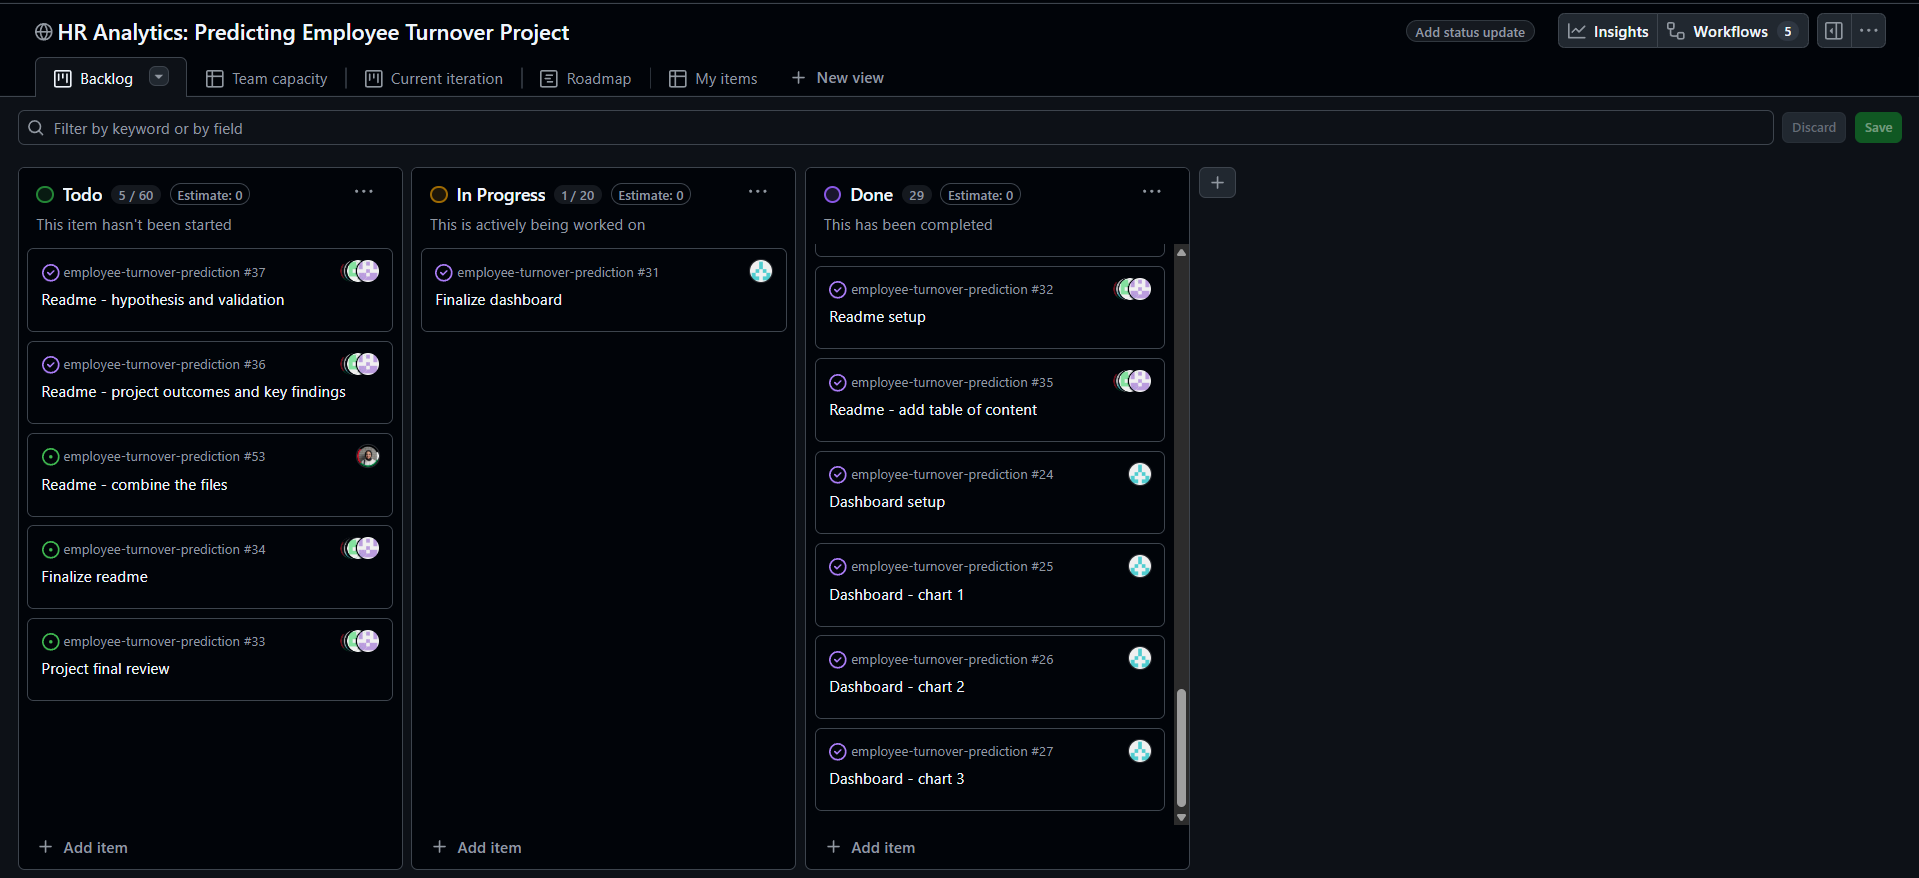 HR Analytics: Predicting Employee Turnover Project
Add status update
Insights
Workflows 5
Backlog
Team capacity
Current iteration
Roadmap
My items
New view
Filter by keyword or by field
Discard
Save
Todo 5 / 60 Estimate: 0
This item hasn't been started
employee-turnover-prediction #37
Readme - hypothesis and validation
employee-turnover-prediction #36
Readme - project outcomes and key findings
employee-turnover-prediction #53
Readme - combine the files
employee-turnover-prediction #34
Finalize readme
employee-turnover-prediction #33
Project final review
Add item
In Progress 1 / 20 Estimate: 0
This is actively being worked on
employee-turnover-prediction #31
Finalize dashboard
Add item
Done 29 Estimate: 0
This has been completed
employee-turnover-prediction #32
Readme setup
employee-turnover-prediction #35
Readme - add table of content
employee-turnover-prediction #24
Dashboard setup
employee-turnover-prediction #25
Dashboard - chart 1
employee-turnover-prediction #26
Dashboard - chart 2
employee-turnover-prediction #27
Dashboard - chart 3
Add item